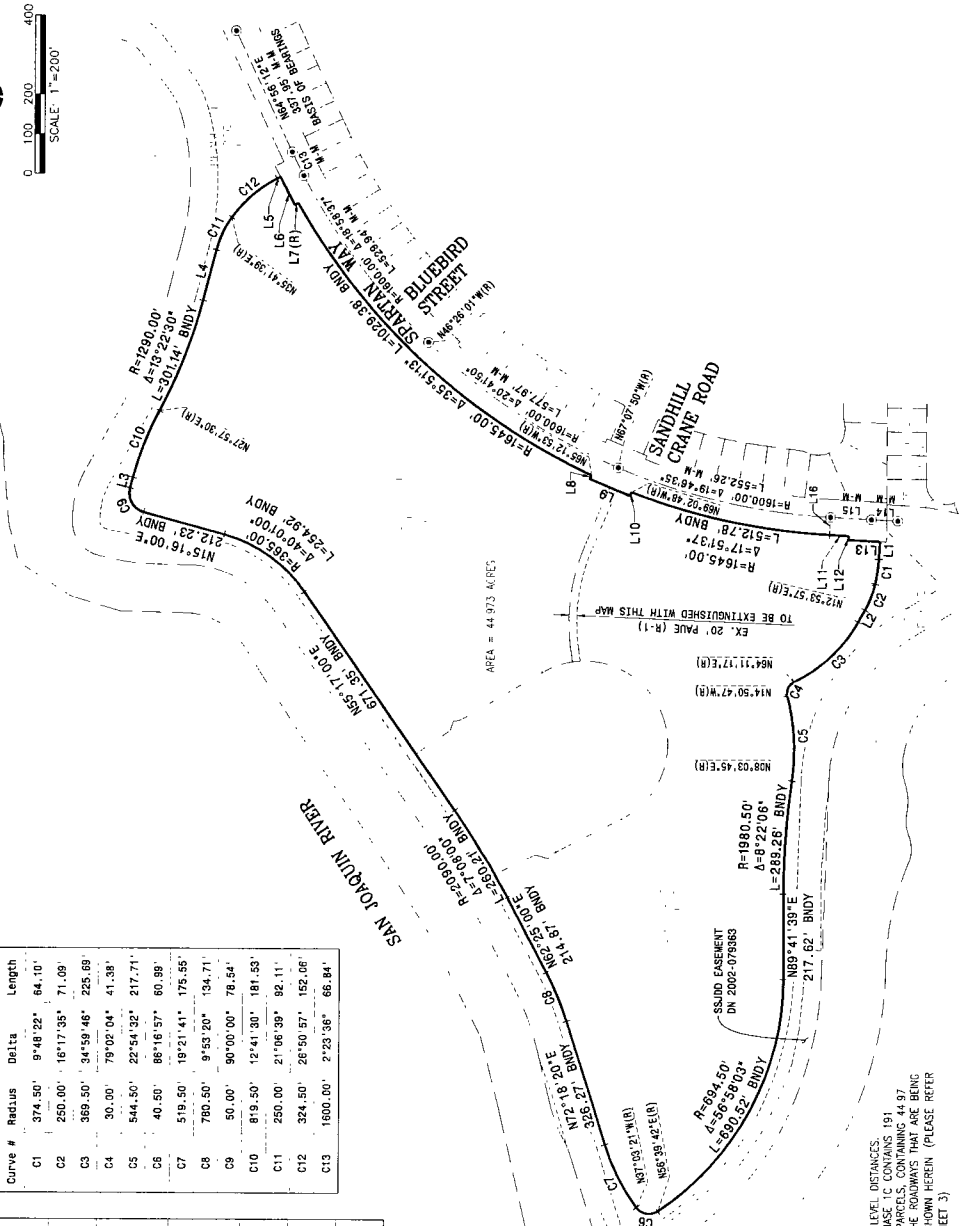 0 100 200 400
SCALE: 1"=200'
Curve # Radius Delta Length
C1 374.50' 9°48'22" 64.10'
C2 250.00' 16°17'35" 71.09'
C3 369.50' 34°59'46" 225.69'
C4 30.00' 79°02'04" 41.38'
C5 544.50' 22°54'32" 217.71'
C6 40.50' 86°16'57" 60.99'
C7 519.50' 19°21'41" 175.55'
C8 780.50' 9°53'20" 134.71'
C9 50.00' 90°00'00" 78.54'
C10 819.50' 12°41'30" 181.53'
C11 250.00' 21°06'39" 92.11'
C12 324.50' 26°50'57" 152.06'
C13 1600.00' 2°23'36" 66.84'
N64°56'12"E
337.95' M-M
BASIS OF BEARINGS
C13
M-M
C12
C11
L4
L5
L6
L7(R)
N35°41'39"E(R)
R=1290.00'
Δ=13°22'30"
L=301.14' BNDY
C10
N27°57'30"E(R)
L3
C9
N15°16'00"E
212.23' BNDY
R=365.00'
Δ=40°01'00"
L=254.92' BNDY
N55°17'00"E
671.35' BNDY
SAN JOAQUIN RIVER
R=2090.00'
Δ=7°08'00"
L=260.21' BNDY
N62°25'00"E
214.87' BNDY
C8
N72°18'20"E
326.27' BNDY
C7
N37°03'21"W(R)
N56°39'42"E(R)
C6
SPARTAN WAY
R=1600.00' Δ=18°58'37"
L=529.94' M-M
BLUEBIRD
STREET
N46°26'01"W(R)
R=1645.00' Δ=35°51'13" L=1029.38' BNDY
R=1600.00' Δ=20°41'50"
L=577.97' M-M
N65°12'53"W(R)
N67°07'50"W(R)
SANDHILL
CRANE ROAD
L8
L9
L10
N69°02'48"W(R)
R=1600.00'
Δ=19°46'35"
L=552.26' M-M
R=1645.00'
Δ=17°51'37"
L=512.78' BNDY
L16
L15
M-M
L14
M-M
L11
L12
L13
L1
C1
C2
N12°53'57"E(R)
L2
C3
AREA = 44.973 ACRES
EX. 20' PAUE (R-1)
TO BE EXTINGUISHED WITH THIS MAP
N64°11'17"E(R)
C4
N14°50'47"W(R)
C5
N08°03'45"E(R)
R=1980.50'
Δ=8°22'06"
L=289.26' BNDY
N89°41'39"E
217.62' BNDY
SSJDD EASEMENT
DN 2002-079363
R=694.50'
Δ=56°58'03"
L=690.52' BNDY
LEVEL DISTANCES.
ASE 1C CONTAINS 191
PARCELS, CONTAINING 44.97
HE ROADWAYS THAT ARE BEING
HOWN HEREIN (PLEASE REFER
EET 3)